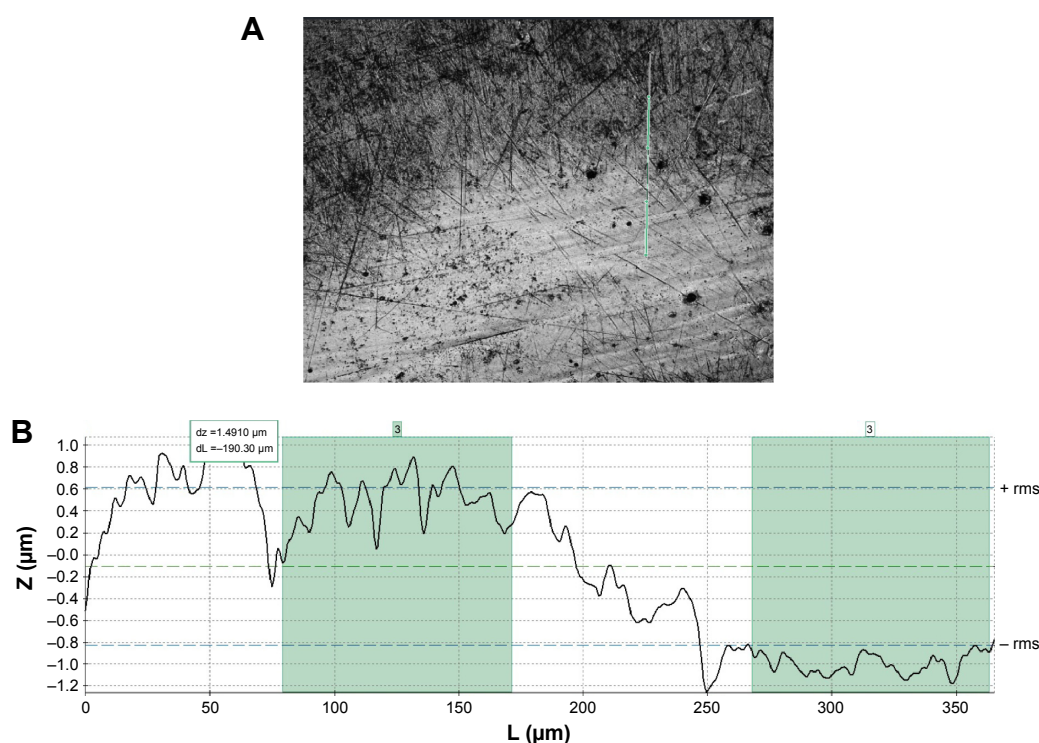 A
B
dz =1.4910 µm
dL =–190.30 µm
3
3
1.0
0.8
0.6
0.4
0.2
–0.0
–0.2
–0.4
–0.6
–0.8
–1.0
–1.2
Z (µm)
+ rms
– rms
0 50 100 150 200 250 300 350
L (µm)